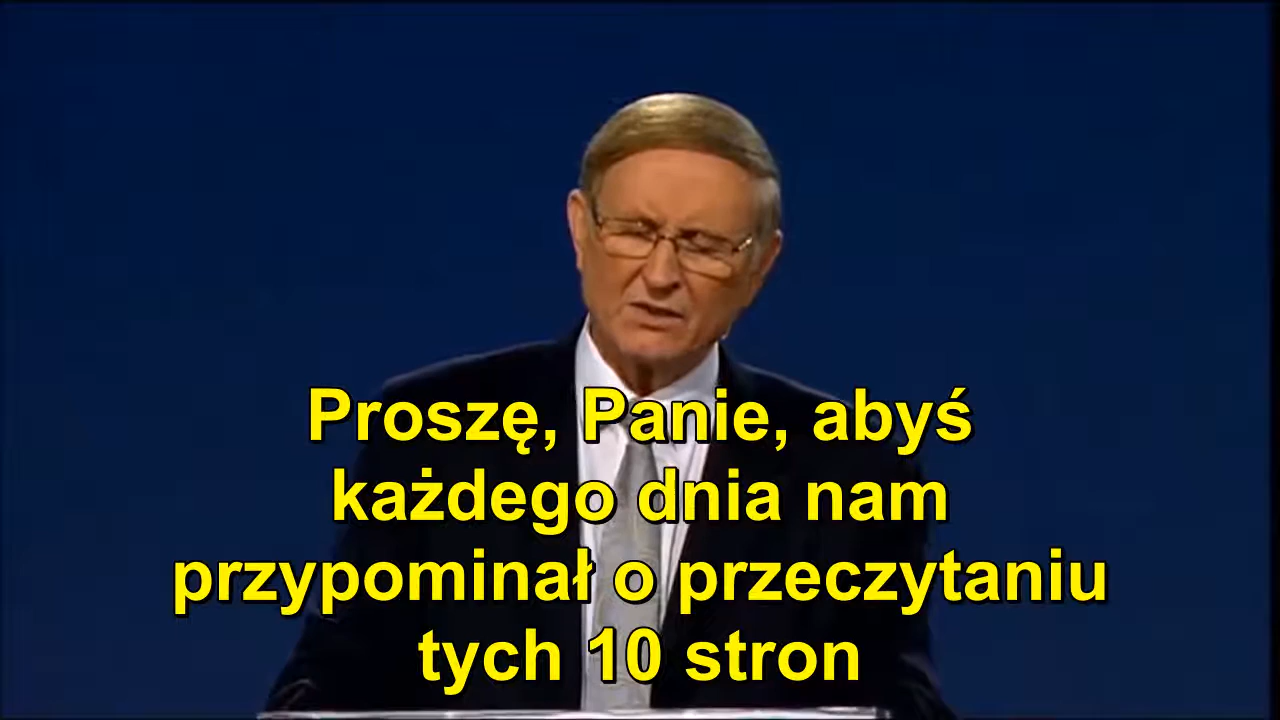 Proszę, Panie, abyś
każdego dnia nam
przypominał o przeczytaniu
tych 10 stron